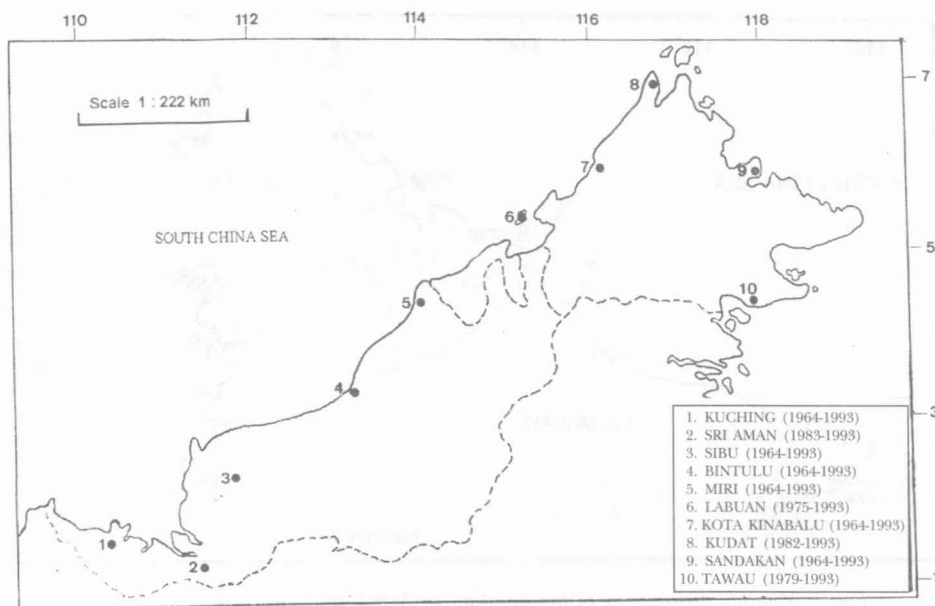 110
112
114
116
118
Scale 1 : 222 km
SOUTH CHINA SEA
7
5
3
1
8
7
9
6
10
5
4
3
1
2
1. KUCHING (1964-1993)
2. SRI AMAN (1983-1993)
3. SIBU (1964-1993)
4. BINTULU (1964-1993)
5. MIRI (1964-1993)
6. LABUAN (1975-1993)
7. KOTA KINABALU (1964-1993)
8. KUDAT (1982-1993)
9. SANDAKAN (1964-1993)
10. TAWAU (1979-1993)